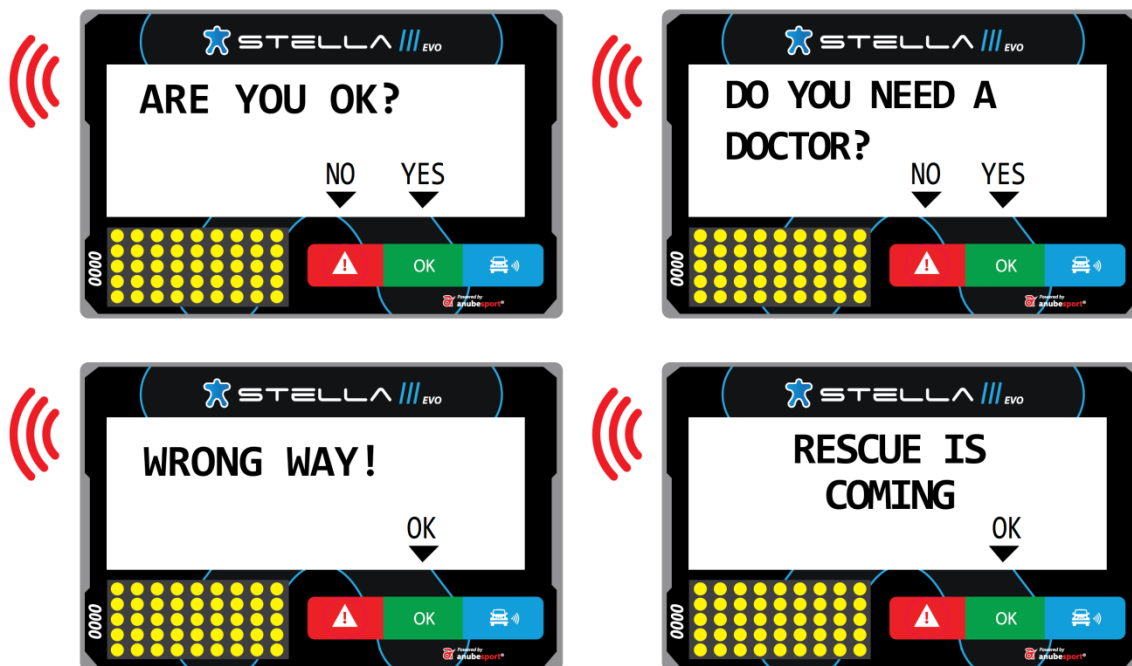 STELLA III EVO
ARE YOU OK?
NO YES
0000
OK
Powered by
anubesport®
STELLA III EVO
DO YOU NEED A
DOCTOR?
NO YES
0000
OK
Powered by
anubesport®
STELLA III EVO
WRONG WAY!
OK
0000
OK
Powered by
anubesport®
STELLA III EVO
RESCUE IS
COMING
OK
0000
OK
Powered by
anubesport®